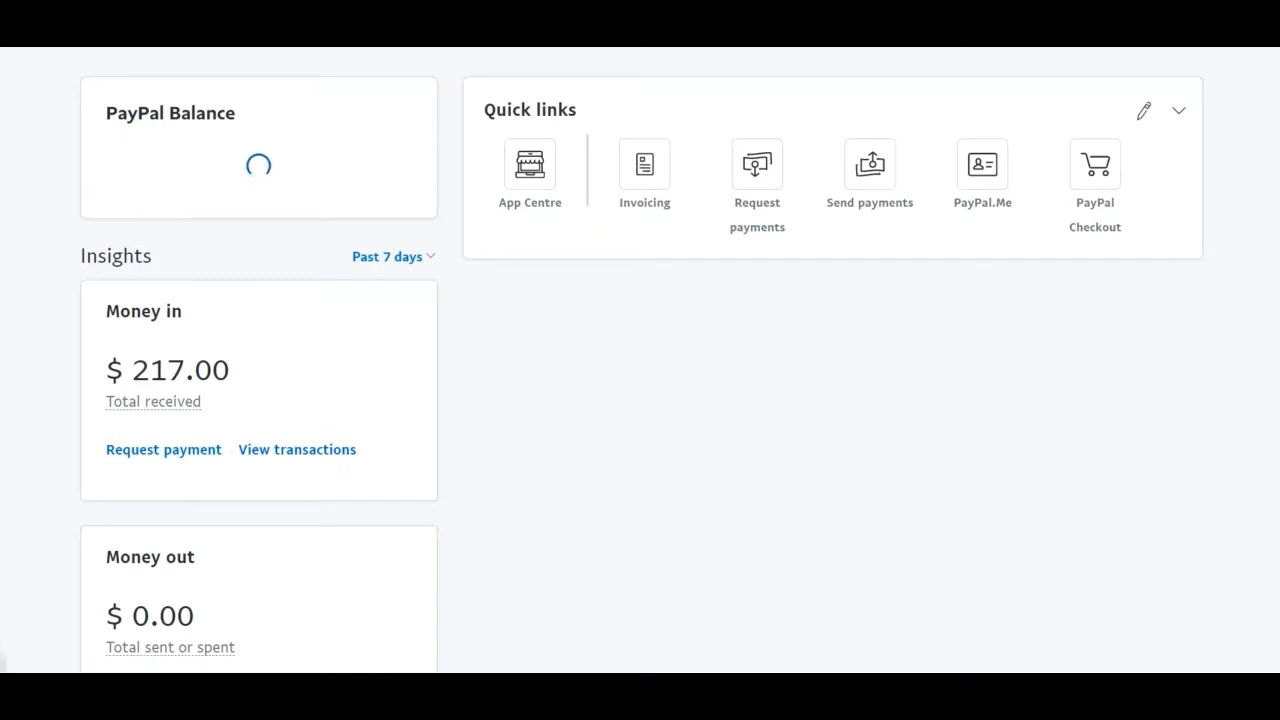 PayPal Balance
Quick links
App Centre
Invoicing
Request
payments
Send payments
PayPal.Me
PayPal
Checkout
Insights
Past 7 days
Money in
$ 217.00
Total received
Request payment
View transactions
Money out
$ 0.00
Total sent or spent